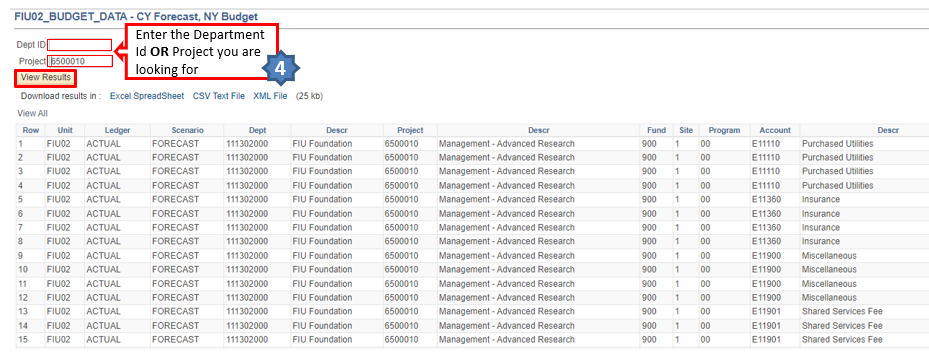 FIU02_BUDGET_DATA - CY Forecast, NY Budget
Enter the Department
Id OR Project you are
looking for
4
Dept ID
Project 6500010
View Results
Download results in : Excel SpreadSheet CSV Text File XML File (25 kb)
View All
Row Unit Ledger Scenario Dept Descr Project Descr Fund Site Program Account Descr
1 FIU02 ACTUAL FORECAST 111302000 FIU Foundation 6500010 Management - Advanced Research 900 1 00 E11110 Purchased Utilities
2 FIU02 ACTUAL FORECAST 111302000 FIU Foundation 6500010 Management - Advanced Research 900 1 00 E11110 Purchased Utilities
3 FIU02 ACTUAL FORECAST 111302000 FIU Foundation 6500010 Management - Advanced Research 900 1 00 E11110 Purchased Utilities
4 FIU02 ACTUAL FORECAST 111302000 FIU Foundation 6500010 Management - Advanced Research 900 1 00 E11110 Purchased Utilities
5 FIU02 ACTUAL FORECAST 111302000 FIU Foundation 6500010 Management - Advanced Research 900 1 00 E11360 Insurance
6 FIU02 ACTUAL FORECAST 111302000 FIU Foundation 6500010 Management - Advanced Research 900 1 00 E11360 Insurance
7 FIU02 ACTUAL FORECAST 111302000 FIU Foundation 6500010 Management - Advanced Research 900 1 00 E11360 Insurance
8 FIU02 ACTUAL FORECAST 111302000 FIU Foundation 6500010 Management - Advanced Research 900 1 00 E11360 Insurance
9 FIU02 ACTUAL FORECAST 111302000 FIU Foundation 6500010 Management - Advanced Research 900 1 00 E11900 Miscellaneous
10 FIU02 ACTUAL FORECAST 111302000 FIU Foundation 6500010 Management - Advanced Research 900 1 00 E11900 Miscellaneous
11 FIU02 ACTUAL FORECAST 111302000 FIU Foundation 6500010 Management - Advanced Research 900 1 00 E11900 Miscellaneous
12 FIU02 ACTUAL FORECAST 111302000 FIU Foundation 6500010 Management - Advanced Research 900 1 00 E11900 Miscellaneous
13 FIU02 ACTUAL FORECAST 111302000 FIU Foundation 6500010 Management - Advanced Research 900 1 00 E11901 Shared Services Fee
14 FIU02 ACTUAL FORECAST 111302000 FIU Foundation 6500010 Management - Advanced Research 900 1 00 E11901 Shared Services Fee
15 FIU02 ACTUAL FORECAST 111302000 FIU Foundation 6500010 Management - Advanced Research 900 1 00 E11901 Shared Services Fee